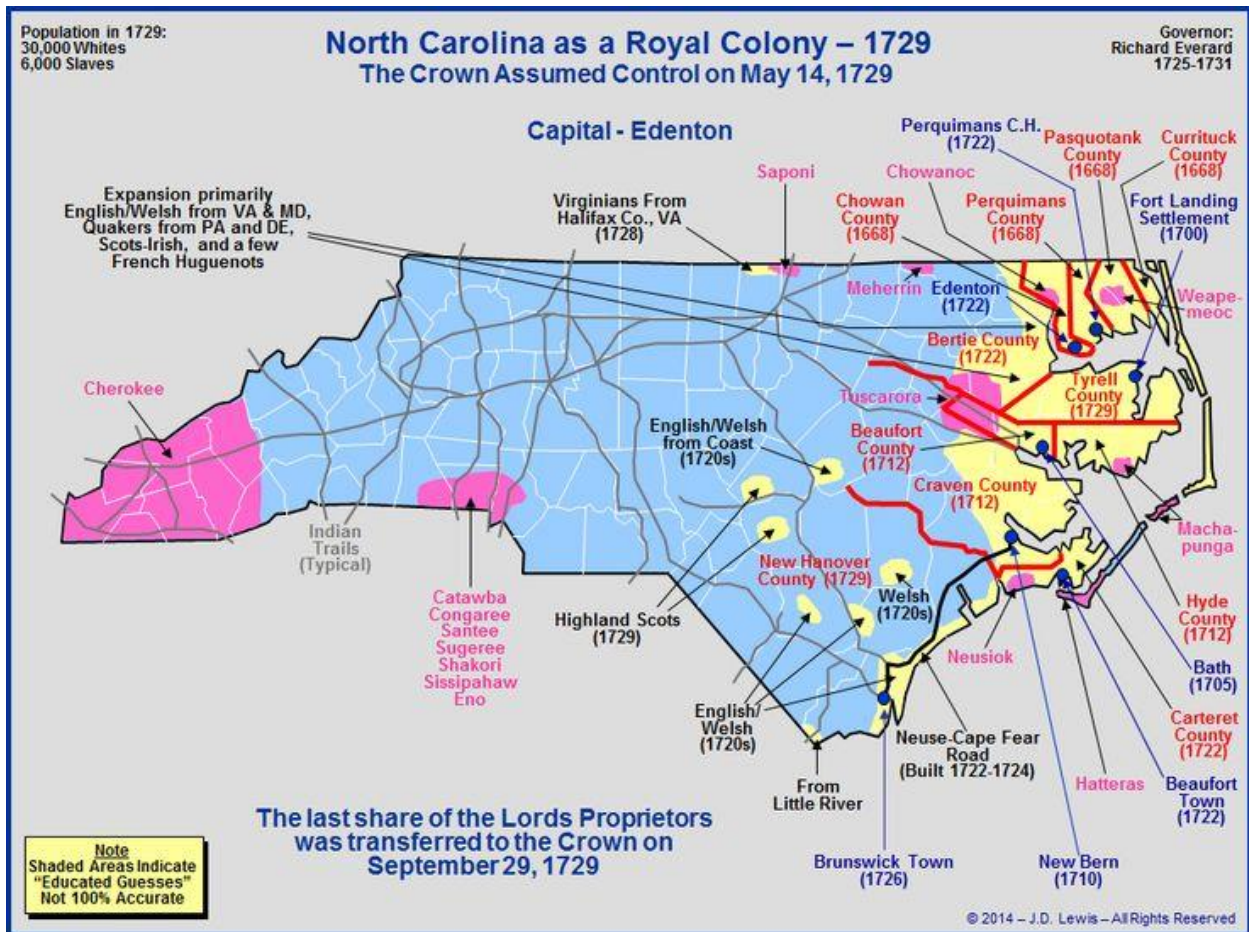 Population in 1729:
30,000 Whites
6,000 Slaves
North Carolina as a Royal Colony – 1729
The Crown Assumed Control on May 14, 1729
Governor:
Richard Everard
1725-1731
Capital - Edenton
Perquimans C.H.
(1722)
Pasquotank
County
(1668)
Currituck
County
(1668)
Saponi
Chowanoc
Expansion primarily
English/Welsh from VA & MD,
Quakers from PA and DE,
Scots-Irish, and a few
French Huguenots
Virginians From
Halifax Co., VA
(1728)
Chowan
County
(1668)
Perquimans
County
(1668)
Fort Landing
Settlement
(1700)
Meherrin
Edenton
(1722)
Weape-
meoc
Bertie County
(1722)
Cherokee
Tuscarora
Tyrell
County
(1729)
English/Welsh
from Coast
(1720s)
Beaufort
County
(1712)
Craven County
(1712)
Indian
Trails
(Typical)
Macha-
punga
New Hanover
County (1729)
Catawba
Congaree
Santee
Sugeree
Shakori
Sissipahaw
Eno
Highland Scots
(1729)
Welsh
(1720s)
Hyde
County
(1712)
Neusiok
Bath
(1705)
English/
Welsh
(1720s)
Neuse-Cape Fear
Road
(Built 1722-1724)
Carteret
County
(1722)
From
Little River
Hatteras
Beaufort
Town
(1722)
The last share of the Lords Proprietors
was transferred to the Crown on
September 29, 1729
Brunswick Town
(1726)
New Bern
(1710)
Note
Shaded Areas Indicate
“Educated Guesses”
Not 100% Accurate
© 2014 – J.D. Lewis – All Rights Reserved